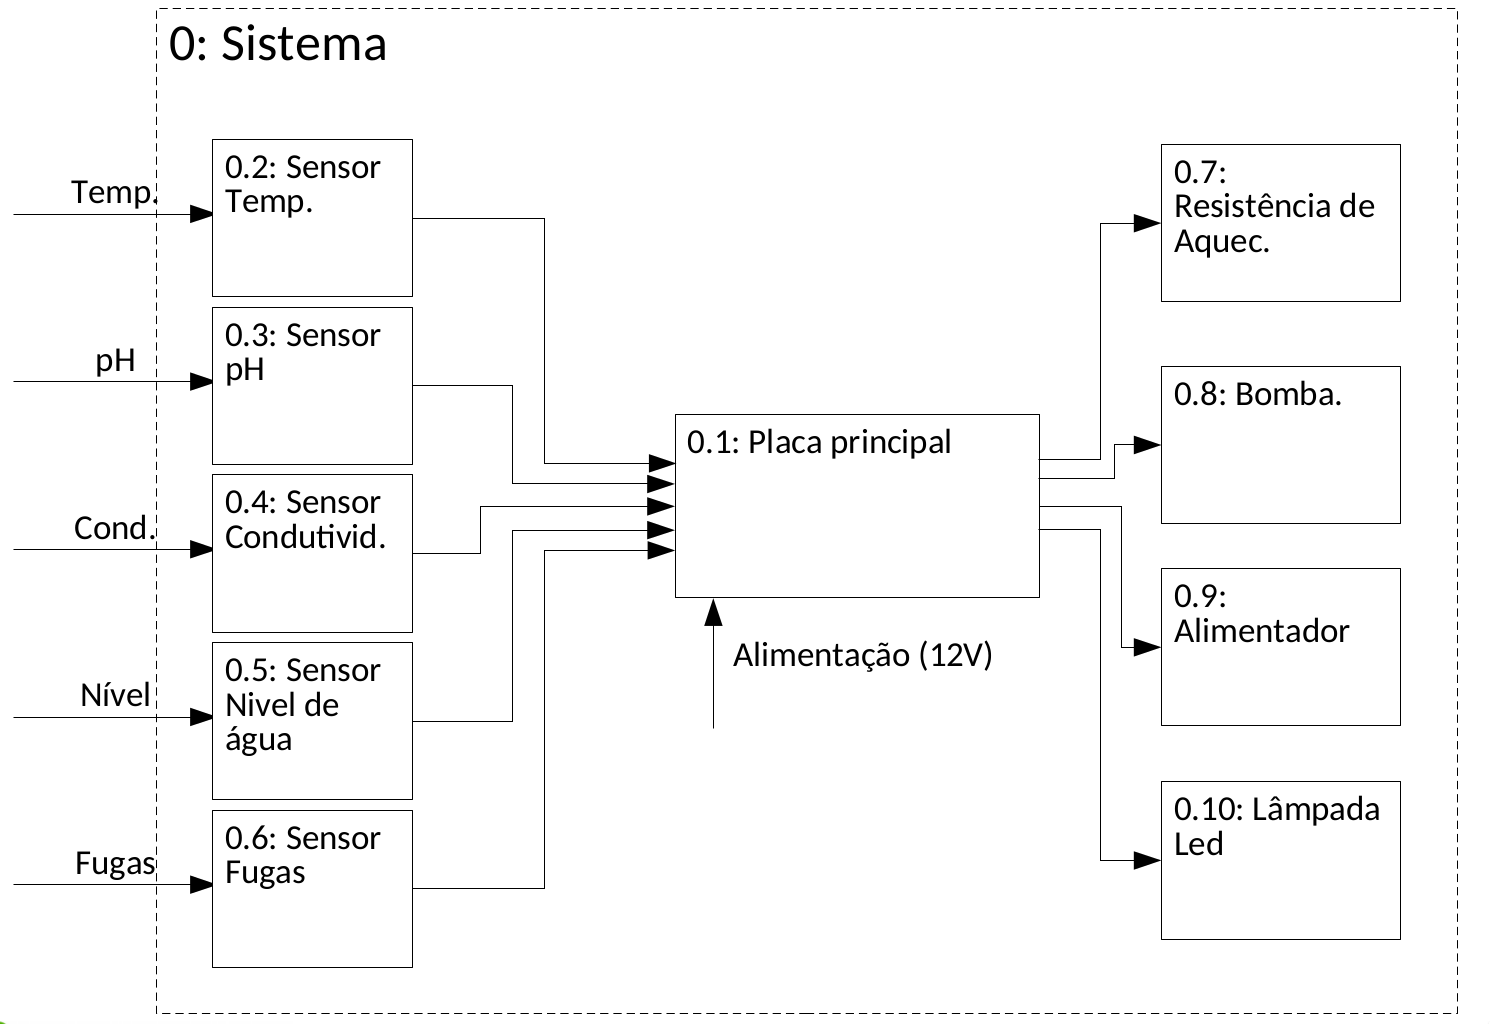 0: Sistema
Temp.
0.2: Sensor
Temp.
pH
0.3: Sensor
pH
Cond.
0.4: Sensor
Condutivid.
Nível
0.5: Sensor
Nivel de
água
Fugas
0.6: Sensor
Fugas
0.1: Placa principal
Alimentação (12V)
0.7:
Resistência de
Aquec.
0.8: Bomba.
0.9:
Alimentador
0.10: Lâmpada
Led